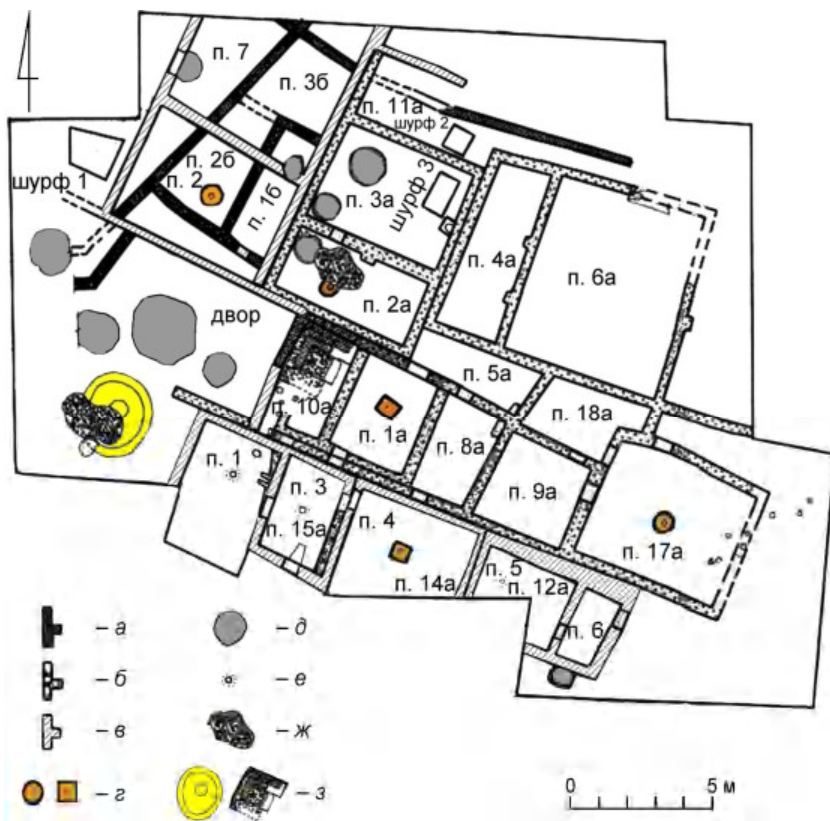 п. 7
п. 3б
п. 11а
шурф 2
шурф 1
п. 2б
п. 2
п. 1б
п. 3а
шурф 3
п. 4а
п. 6а
п. 2а
двор
п. 5а
п. 10а
п. 1а
п. 18а
п. 8а
п. 9а
п. 1
п. 3
п. 15а
п. 4
п. 14а
п. 17а
п. 5
п. 12а
п. 6
– а
– д
– б
– е
– в
– ж
– г
– з
0 5 м